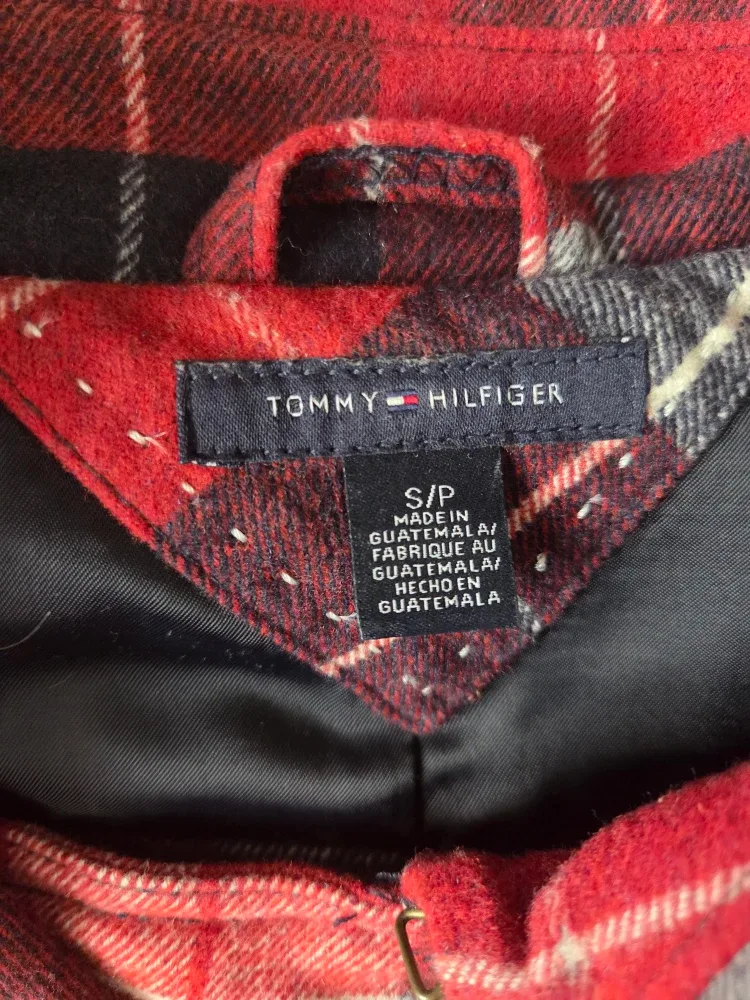 TOMMY HILFIGER
S/P
MADE IN
GUATEMALA/
FABRIQUE AU
GUATEMALA/
HECHO EN
GUATEMALA